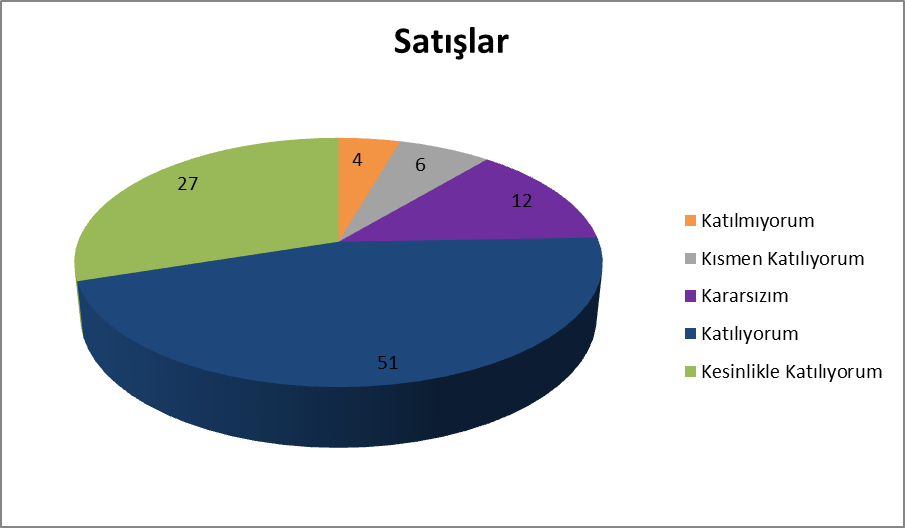 Satışlar
4
6
12
27
51
Katılmıyorum
Kısmen Katılıyorum
Kararsızım
Katılıyorum
Kesinlikle Katılıyorum